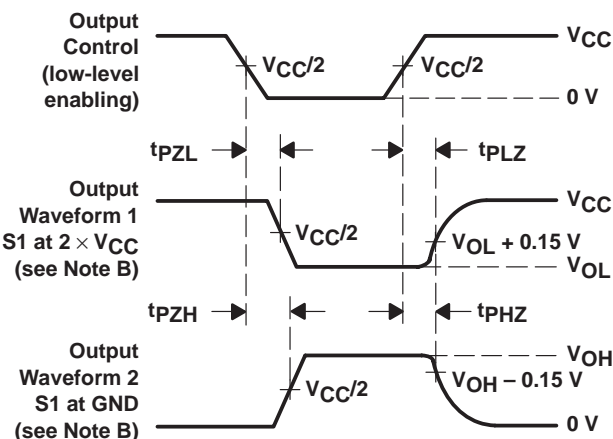 Output
Control
(low-level
enabling)
VCC/2
VCC/2
VCC
0 V
tPZL
tPLZ
Output
Waveform 1
S1 at 2 × VCC
(see Note B)
VCC/2
VCC
VOL + 0.15 V
VOL
tPZH
tPHZ
Output
Waveform 2
S1 at GND
(see Note B)
VCC/2
VOH
VOH – 0.15 V
0 V